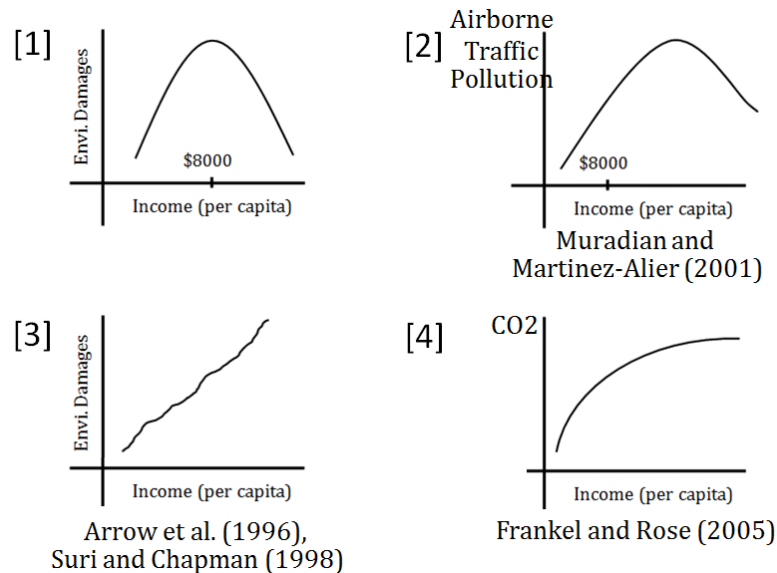 [1]
Envi. Damages
$8000
Income (per capita)
[2]
Airborne
Traffic
Pollution
$8000
Income (per capita)
Muradian and
Martinez-Alier (2001)
[3]
Envi. Damages
Income (per capita)
Arrow et al. (1996),
Suri and Chapman (1998)
[4]
CO2
Income (per capita)
Frankel and Rose (2005)